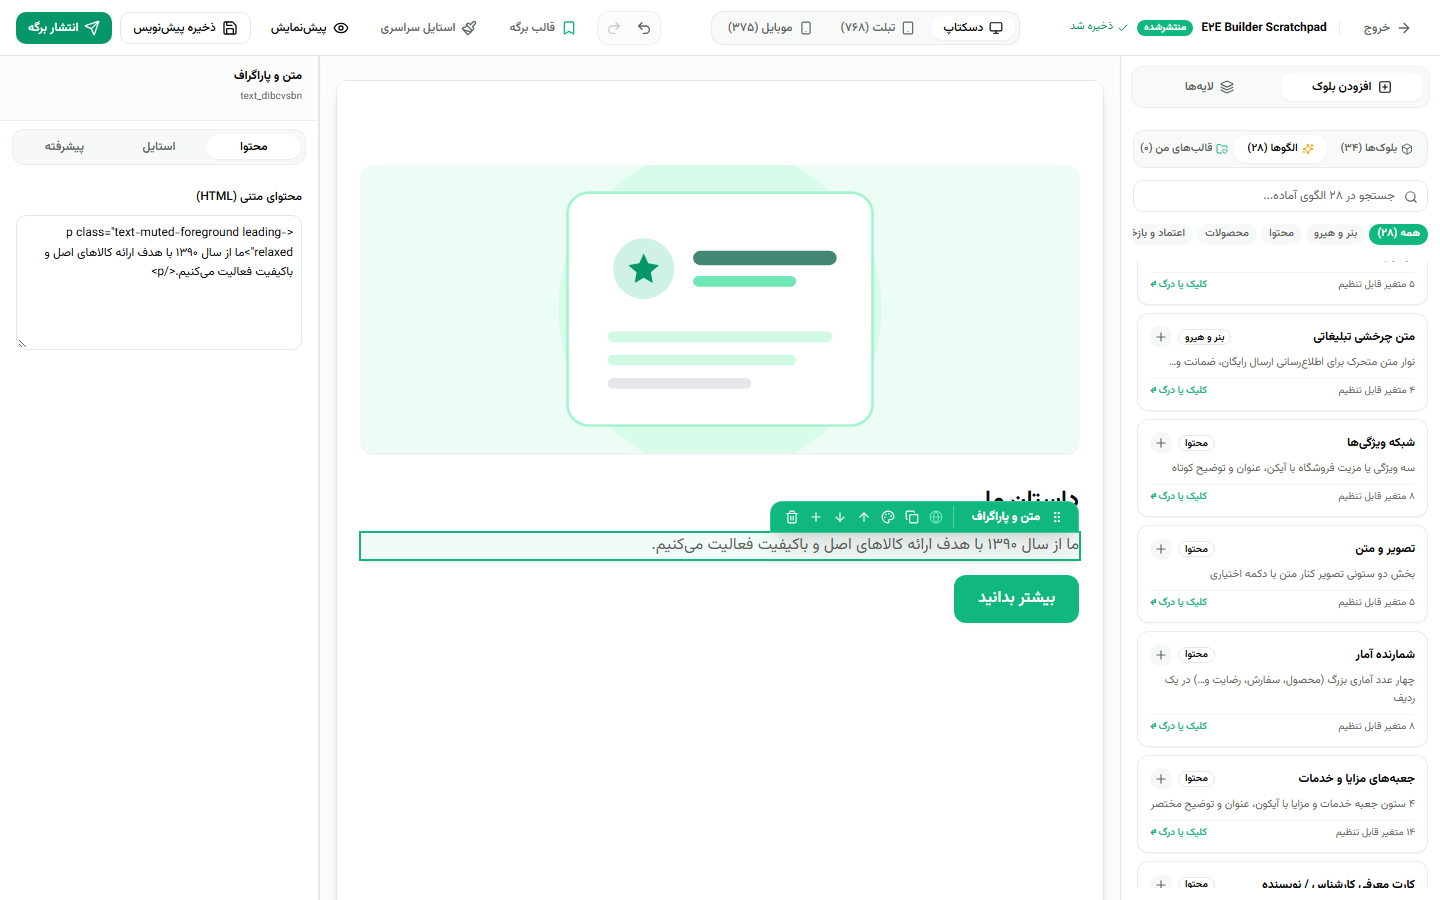 خروج
E2E Builder Scratchpad
منتشرشده
ذخیره شد
دسکتاپ
تبلت (۷۶۸)
موبایل (۳۷۵)
قالب برگه
استایل سراسری
پیش‌نمایش
ذخیره پیش‌نویس
انتشار برگه
افزودن بلوک
لایه‌ها
بلوک‌ها (۳۴)
الگوها (۲۸)
قالب‌های من (۰)
جستجو در ۲۸ الگوی آماده...
همه (۲۸)
بنر و هیرو
محتوا
محصولات
اعتماد و بازخ
۵ متغیر قابل تنظیم
کلیک یا درگ
متن چرخشی تبلیغاتی
بنر و هیرو
نوار متن متحرک برای اطلاع‌رسانی ارسال رایگان، ضمانت و...
۴ متغیر قابل تنظیم
کلیک یا درگ
شبکه ویژگی‌ها
محتوا
سه ویژگی یا مزیت فروشگاه با آیکن، عنوان و توضیح کوتاه
۸ متغیر قابل تنظیم
کلیک یا درگ
تصویر و متن
محتوا
بخش دو ستونی تصویر کنار متن با دکمه اختیاری
۵ متغیر قابل تنظیم
کلیک یا درگ
شمارنده آمار
محتوا
چهار عدد آماری بزرگ (محصول، سفارش، رضایت و...) در یک
ردیف
۸ متغیر قابل تنظیم
کلیک یا درگ
جعبه‌های مزایا و خدمات
محتوا
۴ ستون جعبه خدمات و مزایا با آیکون، عنوان و توضیح مختصر
۱۴ متغیر قابل تنظیم
کلیک یا درگ
کارت معرفی کارشناس / نویسنده
محتوا
داستان ما
متن و پاراگراف
ما از سال ۱۳۹۰ با هدف ارائه کالاهای اصل و باکیفیت فعالیت می‌کنیم.
بیشتر بدانید
متن و پاراگراف
text_d1bcvsbn
محتوا
استایل
پیشرفته
محتوای متنی (HTML)
<p class="text-muted-foreground leading-
relaxed">ما از سال ۱۳۹۰ با هدف ارائه کالاهای اصل و
باکیفیت فعالیت می‌کنیم.</p>